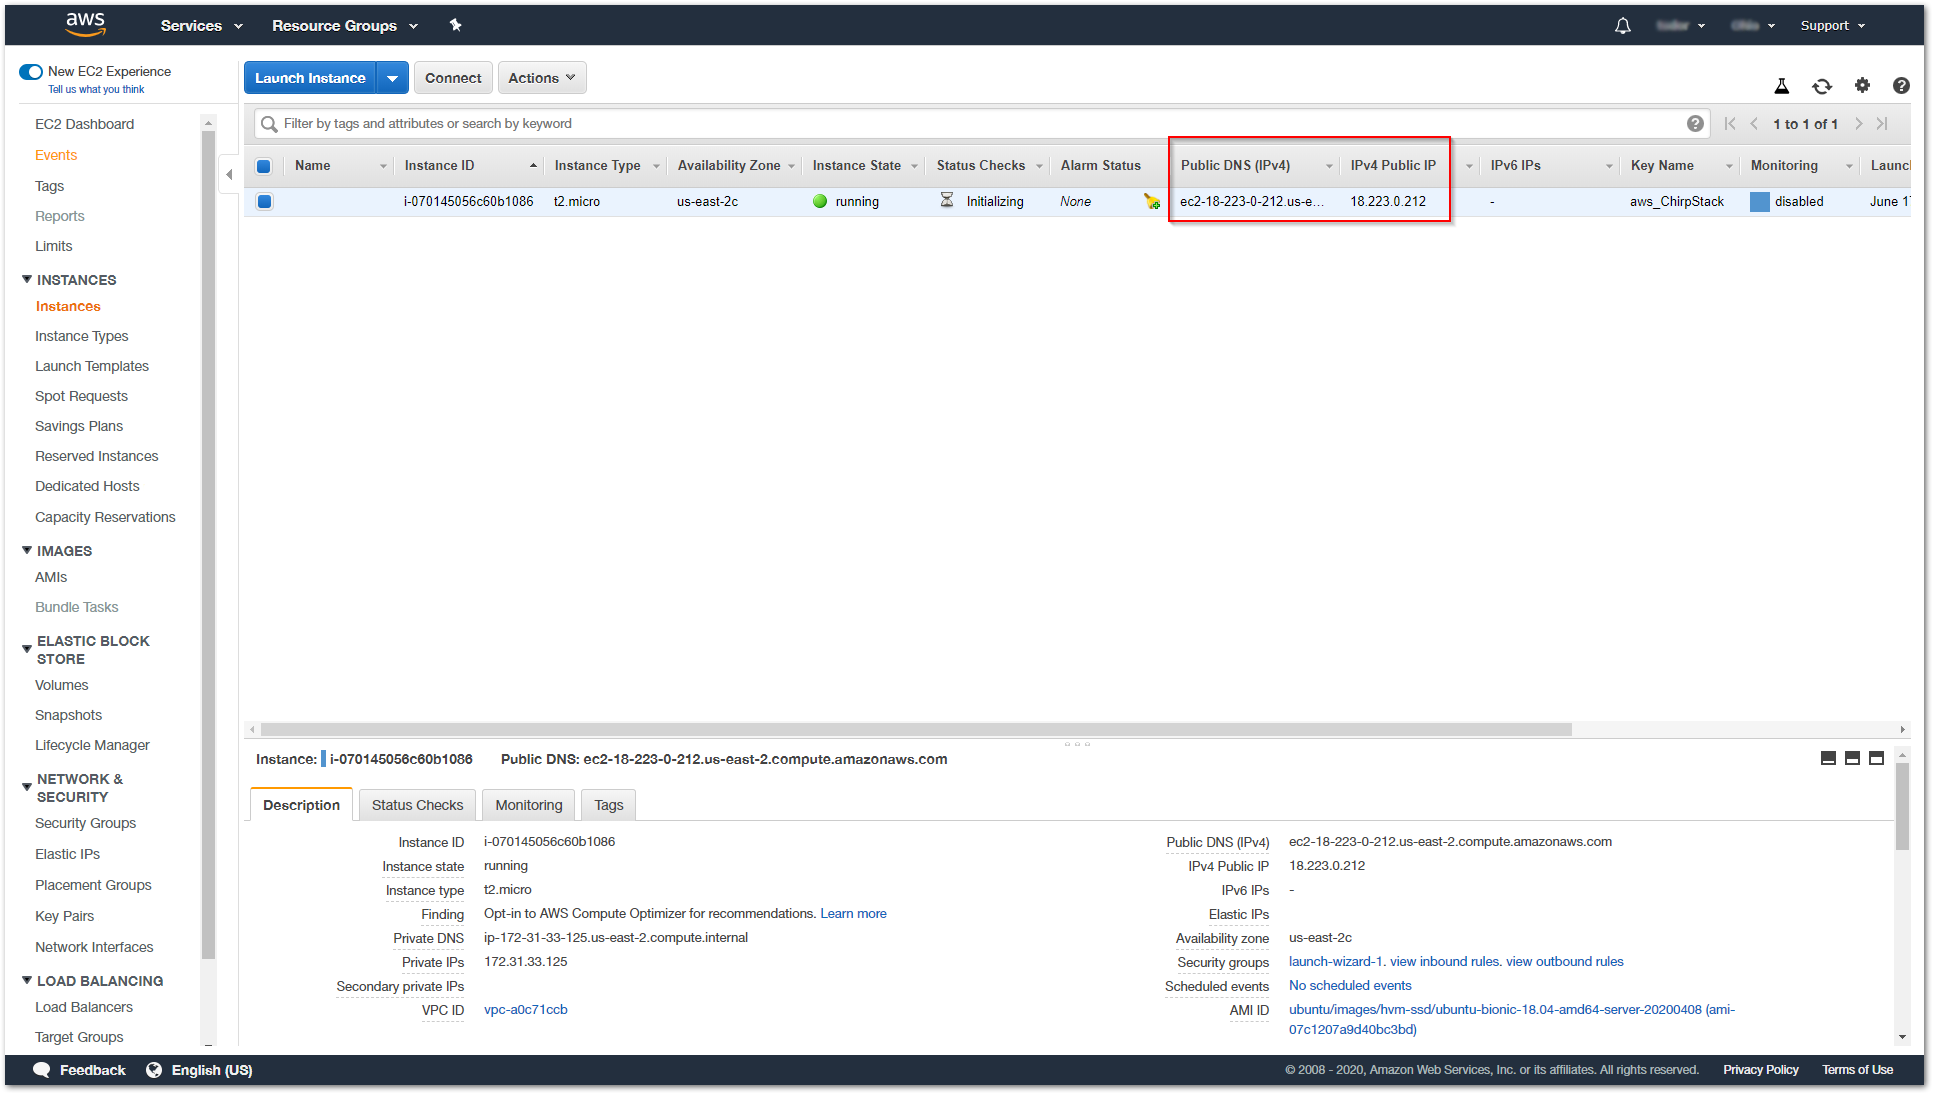 aws Services Resource Groups Support
New EC2 Experience
Tell us what you think
EC2 Dashboard
Events
Tags
Reports
Limits
INSTANCES
Instances
Instance Types
Launch Templates
Spot Requests
Savings Plans
Reserved Instances
Dedicated Hosts
Capacity Reservations
IMAGES
AMIs
Bundle Tasks
ELASTIC BLOCK
STORE
Volumes
Snapshots
Lifecycle Manager
NETWORK &
SECURITY
Security Groups
Elastic IPs
Placement Groups
Key Pairs
Network Interfaces
LOAD BALANCING
Load Balancers
Target Groups
Launch Instance Connect Actions
Filter by tags and attributes or search by keyword 1 to 1 of 1
Name Instance ID Instance Type Availability Zone Instance State Status Checks Alarm Status Public DNS (IPv4) IPv4 Public IP IPv6 IPs Key Name Monitoring Launch
i-070145056c60b1086 t2.micro us-east-2c running Initializing None ec2-18-223-0-212.us-e... 18.223.0.212 - aws_ChirpStack disabled June 17
Instance: i-070145056c60b1086 Public DNS: ec2-18-223-0-212.us-east-2.compute.amazonaws.com
Description Status Checks Monitoring Tags
Instance ID i-070145056c60b1086
Instance state running
Instance type t2.micro
Finding Opt-in to AWS Compute Optimizer for recommendations. Learn more
Private DNS ip-172-31-33-125.us-east-2.compute.internal
Private IPs 172.31.33.125
Secondary private IPs
VPC ID vpc-a0c71ccb
Public DNS (IPv4) ec2-18-223-0-212.us-east-2.compute.amazonaws.com
IPv4 Public IP 18.223.0.212
IPv6 IPs -
Elastic IPs
Availability zone us-east-2c
Security groups launch-wizard-1. view inbound rules. view outbound rules
Scheduled events No scheduled events
AMI ID ubuntu/images/hvm-ssd/ubuntu-bionic-18.04-amd64-server-20200408 (ami-
07c1207a9d40bc3bd)
Feedback English (US) © 2008 - 2020, Amazon Web Services, Inc. or its affiliates. All rights reserved. Privacy Policy Terms of Use